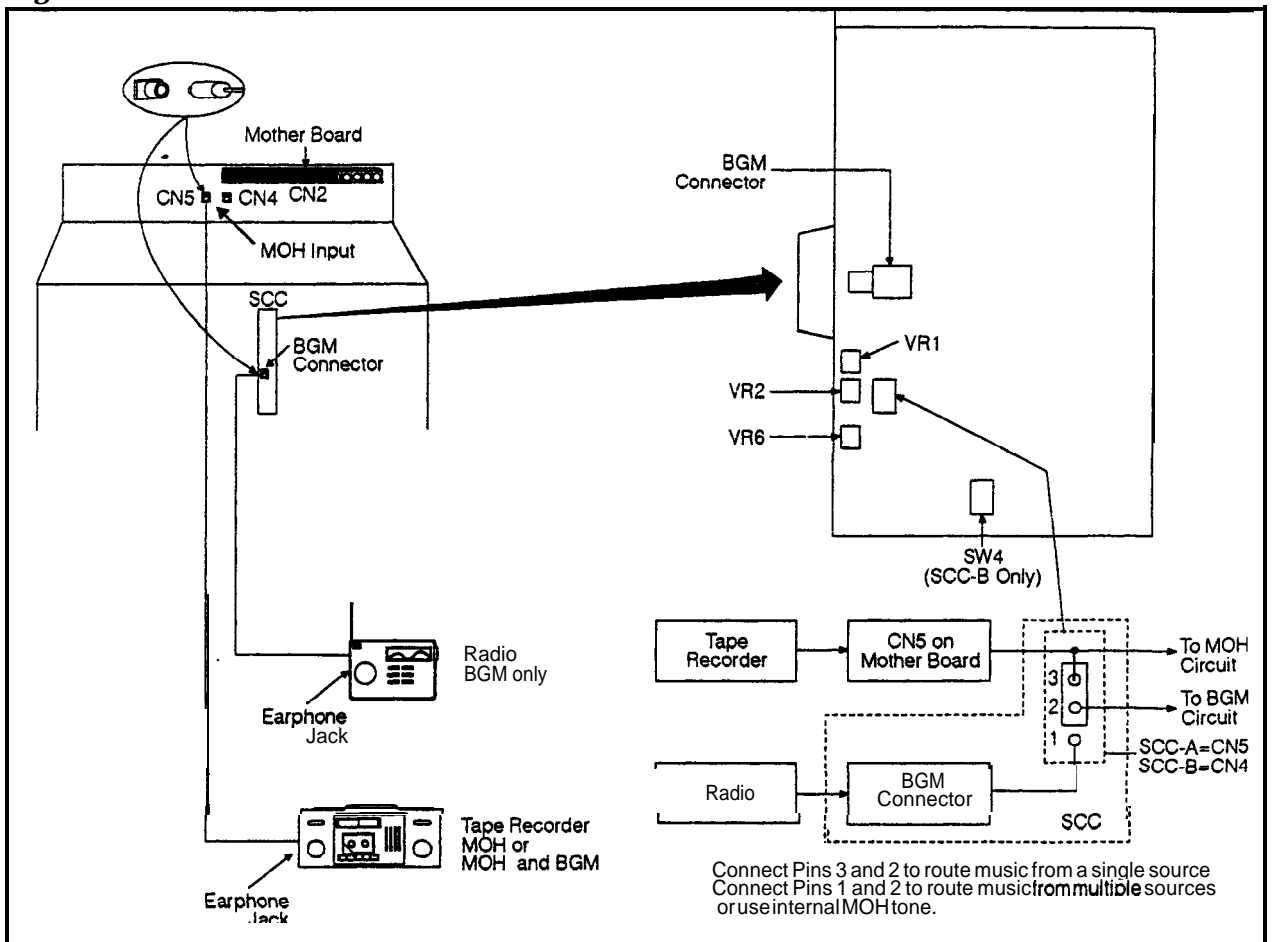 Mother Board
CN5
CN4
CN2
MOH Input
SCC
BGM
Connector
Radio
BGM only
Earphone
Jack
Tape Recorder
MOH or
MOH and BGM
Earphone
Jack
BGM
Connector
VR1
VR2
VR6
SW4
(SCC-B Only)
Tape
Recorder
CN5 on
Mother Board
To MOH
Circuit
3
2
To BGM
Circuit
1
SCC-A=CN5
SCC-B=CN4
Radio
BGM
Connector
SCC
Connect Pins 3 and 2 to route music from a single source
Connect Pins 1 and 2 to route music from multiple sources
or use internal MOH tone.